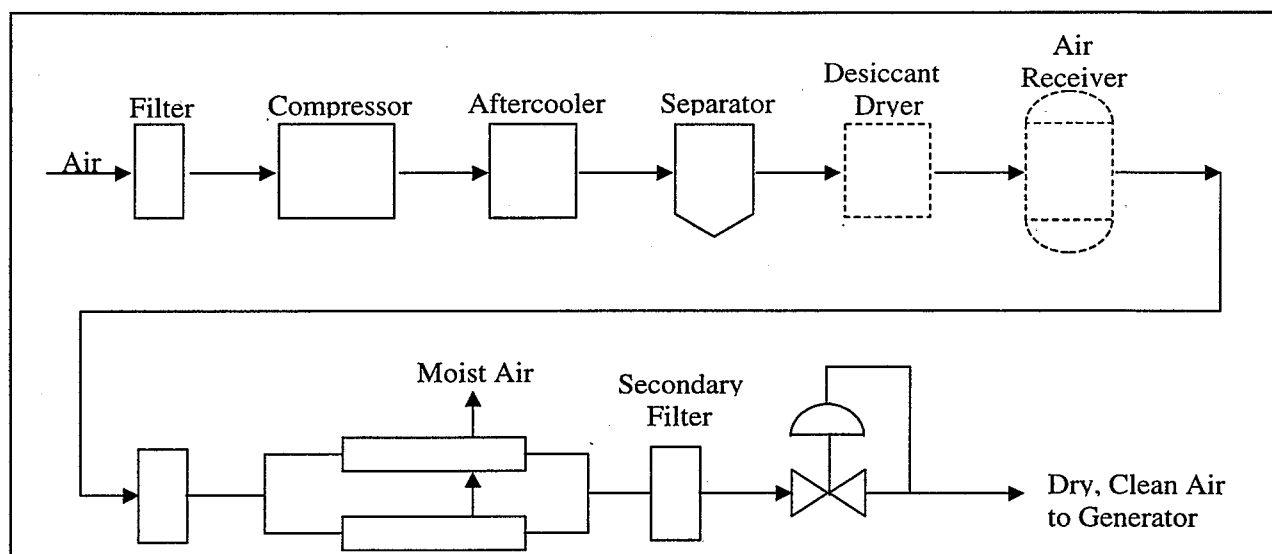 Air
Filter
Compressor
Aftercooler
Separator
Desiccant
Dryer
Air
Receiver
Moist Air
Secondary
Filter
Dry, Clean Air
to Generator